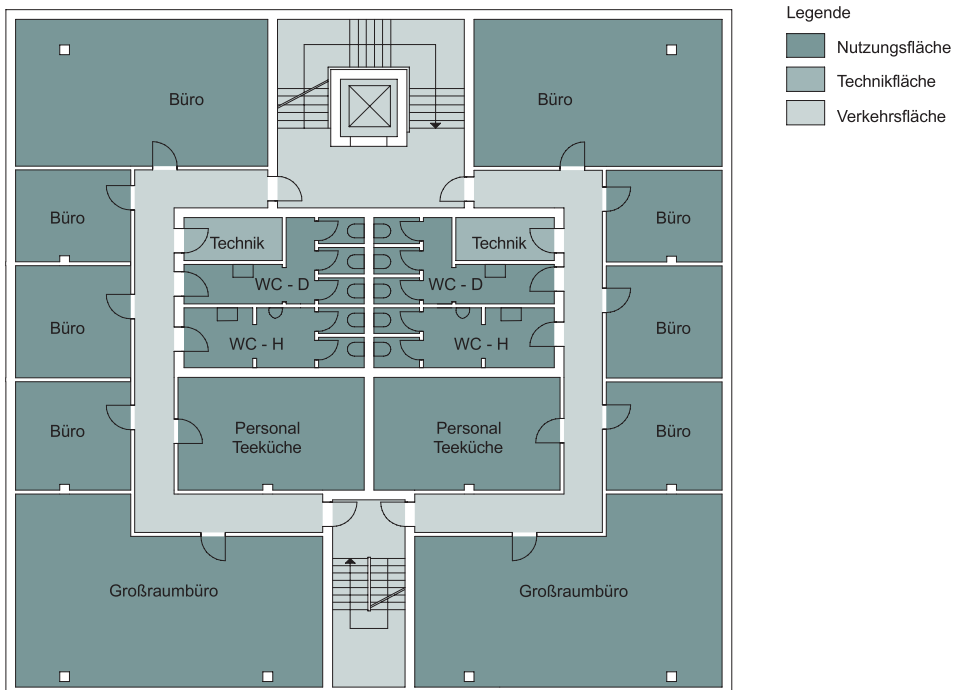 Legende
Nutzungsfläche
Technikfläche
Verkehrsfläche
Büro
Büro
Büro
Büro
Technik
Technik
WC - D
WC - D
Büro
Büro
WC - H
WC - H
Büro
Personal
Teeküche
Personal
Teeküche
Büro
Großraumbüro
Großraumbüro